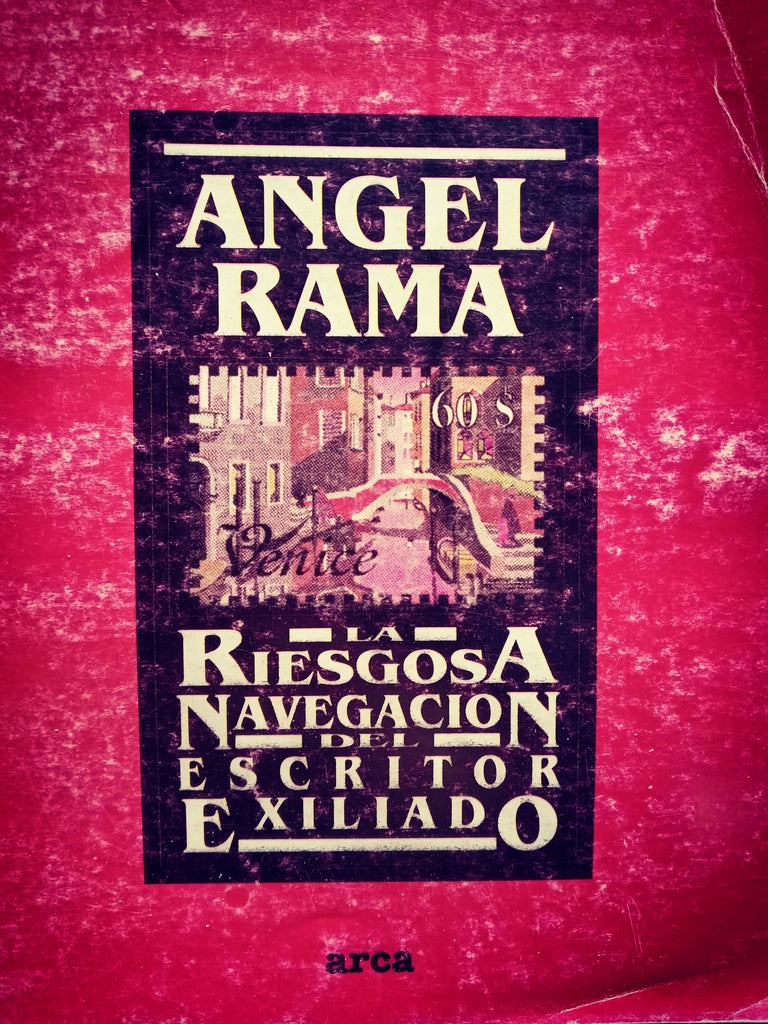 ANGEL
RAMA
60 S
Venice
LA
RIESGOSA
NAVEGACION
DEL
ESCRITOR
EXILIADO
arca